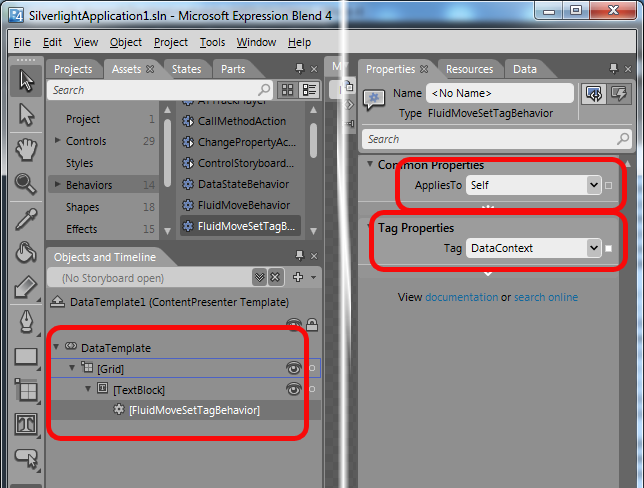 SilverlightApplication1.sln - Microsoft Expression Blend 4
File Edit View Object Project Tools Window Help
Projects Assets States Parts
Search
Project 1
Controls 29
Styles
Behaviors 14
Shapes 18
Effects 15
CallMethodAction
ChangePropertyAc...
ControlStoryboard...
DataStateBehavior
FluidMoveBehavior
FluidMoveSetTagB...
Objects and Timeline
(No Storyboard open)
DataTemplate1 (ContentPresenter Template)
DataTemplate
[Grid]
[TextBlock]
[FluidMoveSetTagBehavior]
Properties Resources Data
Name <No Name>
Type FluidMoveSetTagBehavior
Search
Common Properties
AppliesTo Self
Tag Properties
Tag DataContext
View documentation or search online